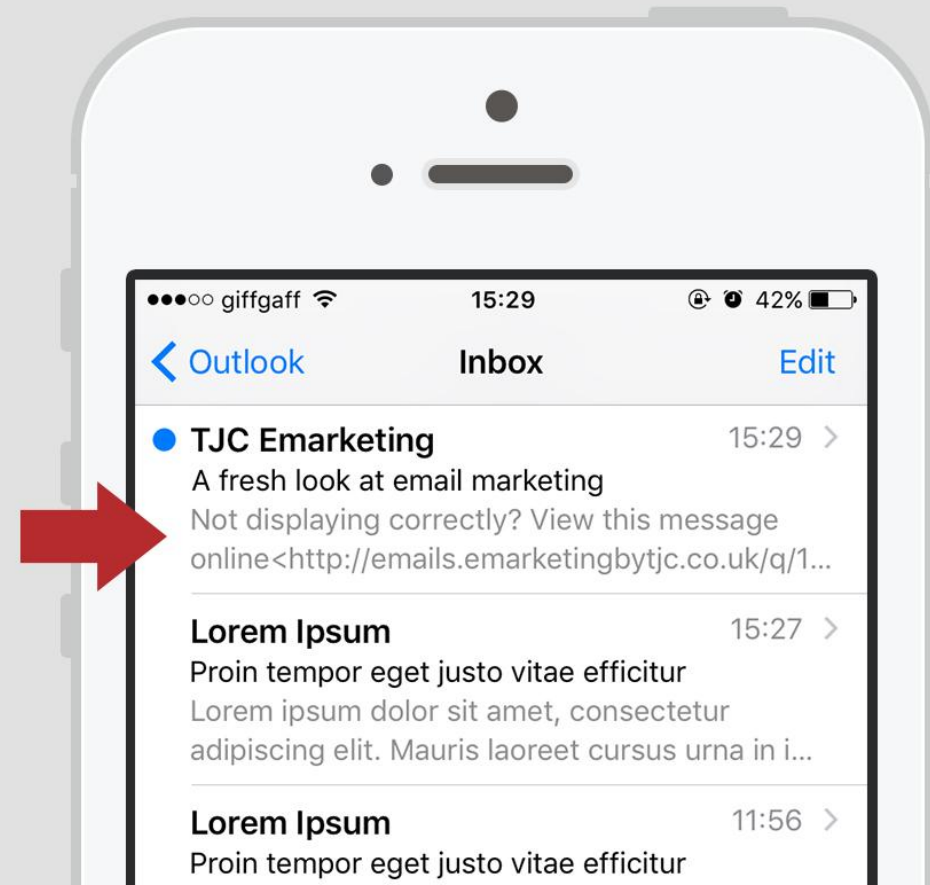 giffgaff 15:29 42%
Outlook Inbox Edit
TJC Emarketing 15:29
A fresh look at email marketing
Not displaying correctly? View this message
online<http://emails.emarketingbytjc.co.uk/q/1...
Lorem Ipsum 15:27
Proin tempor eget justo vitae efficitur
Lorem ipsum dolor sit amet, consectetur
adipiscing elit. Mauris laoreet cursus urna in i...
Lorem Ipsum 11:56
Proin tempor eget justo vitae efficitur